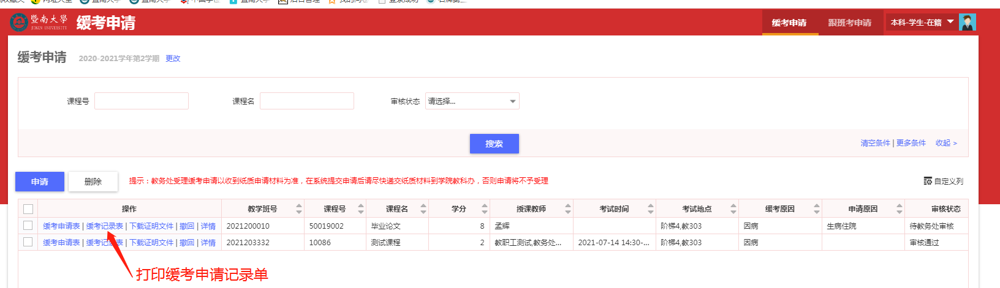 暨南大學
JINAN UNIVERSITY
缓考申请
缓考申请 跟班考申请 本科-学生-在籍
缓考申请 2020-2021学年第2学期 更改
课程号 课程名 审核状态 请选择...
搜索 清空条件 | 更多条件 收起 >
申请 删除 提示：教务处受理缓考申请以收到纸质申请材料为准，在系统提交申请后请尽快递交纸质材料到学院教科办，否则申请将不予受理 自定义列
操作 教学班号 课程号 课程名 学分 授课教师 考试时间 考试地点 缓考原因 申请原因 审核状态
缓考申请表 | 缓考记录表 | 下载证明文件 | 撤回 | 详情 2021200010 50019002 毕业论文 8 孟辉 阶梯4,教303 因病 生病住院 待教务处审核
缓考申请表 | 缓考记录表 | 下载证明文件 | 撤回 | 详情 2021203332 10086 测试课程 2 教职工测试,教务处... 2021-07-14 14:30-... 阶梯4,教303 因病 审核通过
打印缓考申请记录单